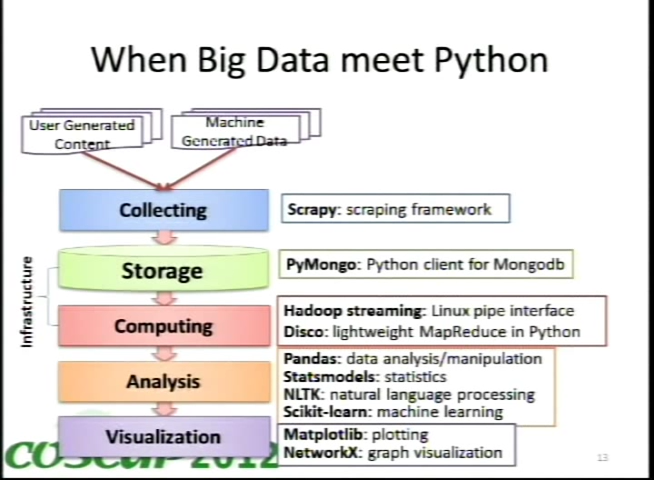 When Big Data meet Python
User Generated
Content
Machine
Generated Data
Collecting
Scrapy: scraping framework
Storage
PyMongo: Python client for Mongodb
Infrastructure
Computing
Hadoop streaming: Linux pipe interface
Disco: lightweight MapReduce in Python
Analysis
Pandas: data analysis/manipulation
Statsmodels: statistics
NLTK: natural language processing
Scikit-learn: machine learning
Visualization
Matplotlib: plotting
NetworkX: graph visualization
COSCUP 2012
13